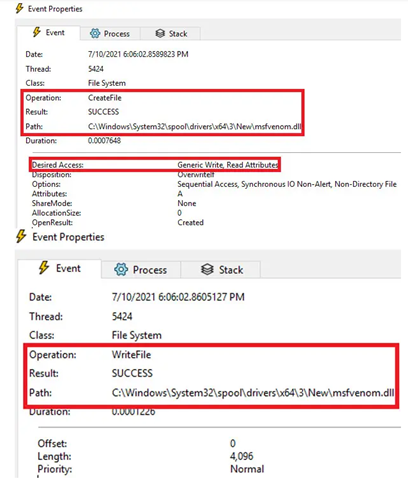 Event Properties
Event Process Stack
Date: 7/10/2021 6:06:02.8589823 PM
Thread: 5424
Class: File System
Operation: CreateFile
Result: SUCCESS
Path: C:\Windows\System32\spool\drivers\x64\3\New\msfvenom.dll
Duration: 0.0007648
Desired Access: Generic Write, Read Attributes
Disposition: OverwriteIf
Options: Sequential Access, Synchronous IO Non-Alert, Non-Directory File
Attributes: A
ShareMode: None
AllocationSize: 0
OpenResult: Created
Event Properties
Event Process Stack
Date: 7/10/2021 6:06:02.8605127 PM
Thread: 5424
Class: File System
Operation: WriteFile
Result: SUCCESS
Path: C:\Windows\System32\spool\drivers\x64\3\New\msfvenom.dll
Duration: 0.0001226
Offset: 0
Length: 4,096
Priority: Normal